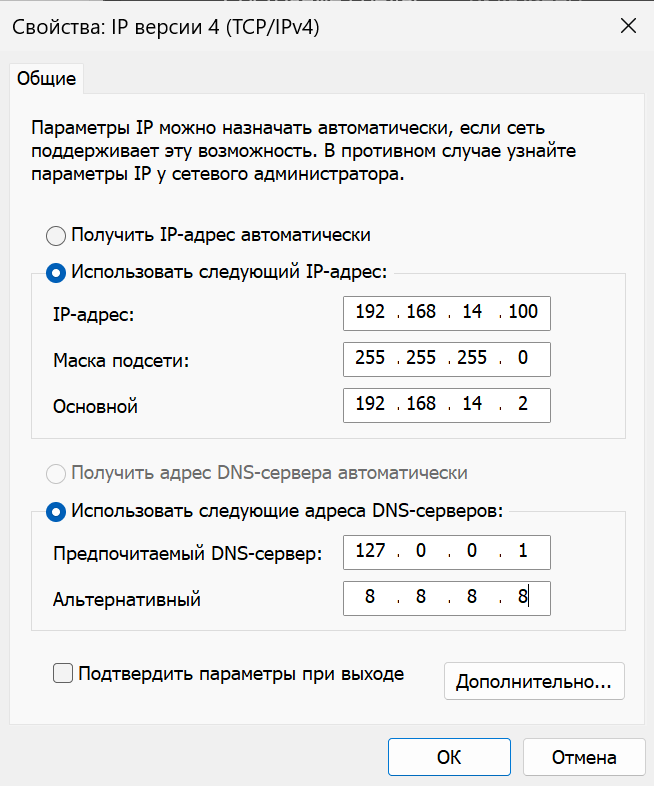 Свойства: IP версии 4 (TCP/IPv4)
Общие
Параметры IP можно назначать автоматически, если сеть
поддерживает эту возможность. В противном случае узнайте
параметры IP у сетевого администратора.
Получить IP-адрес автоматически
Использовать следующий IP-адрес:
IP-адрес: 192 . 168 . 14 . 100
Маска подсети: 255 . 255 . 255 . 0
Основной 192 . 168 . 14 . 2
Получить адрес DNS-сервера автоматически
Использовать следующие адреса DNS-серверов:
Предпочитаемый DNS-сервер: 127 . 0 . 0 . 1
Альтернативный 8 . 8 . 8 . 8
Подтвердить параметры при выходе
Дополнительно...
ОК Отмена